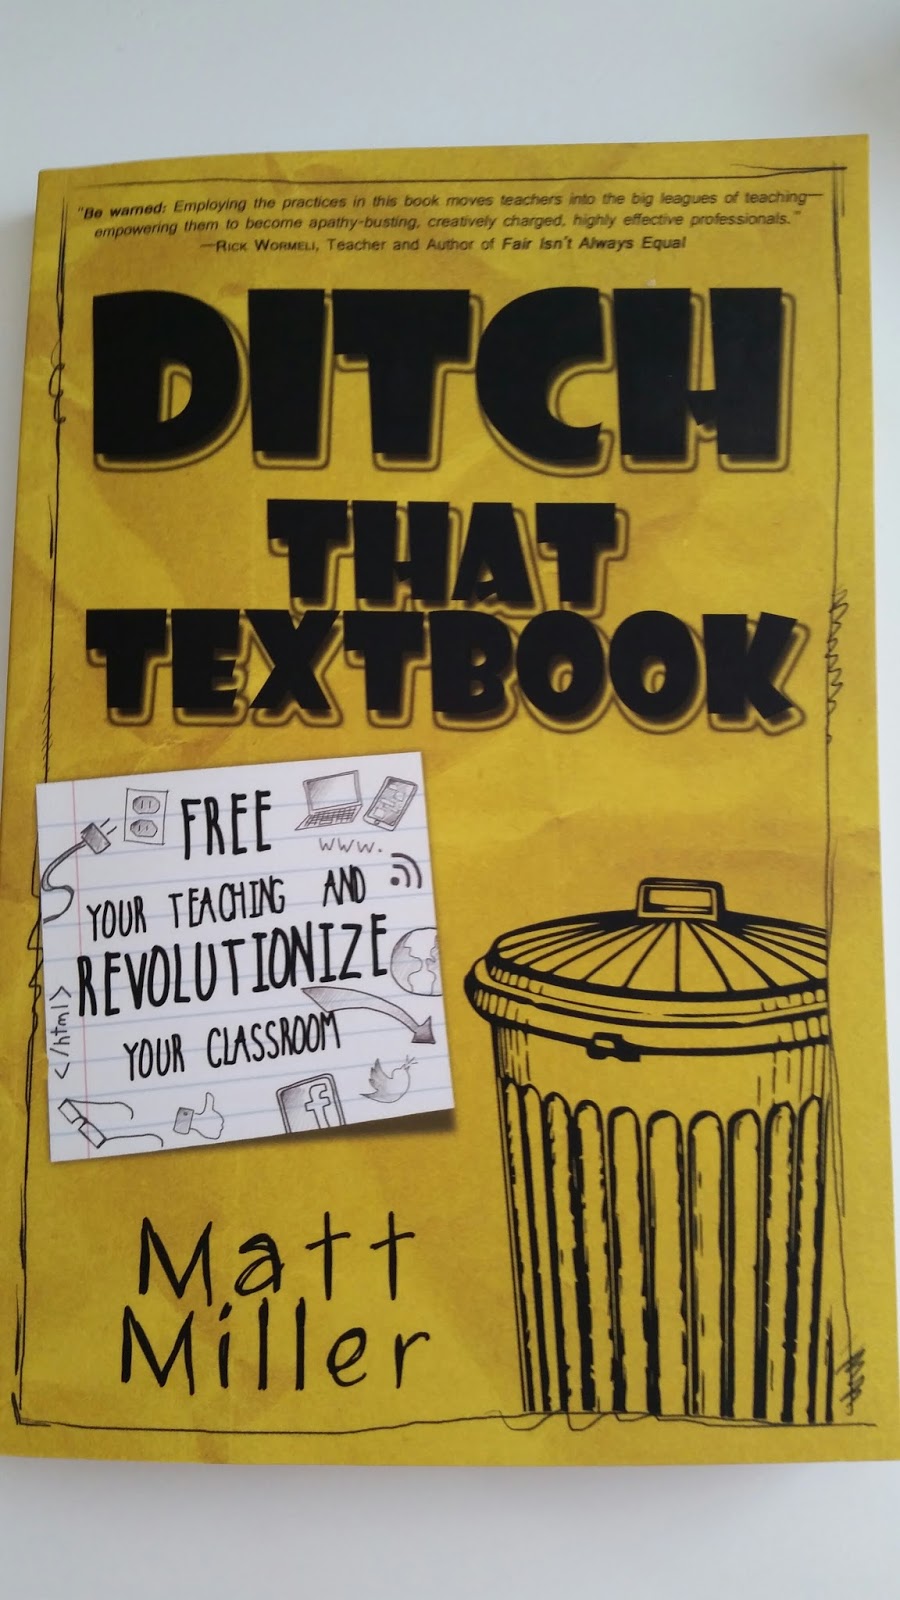 "Be warned: Employing the practices in this book moves teachers into the big leagues of teaching—
empowering them to become apathy-busting, creatively charged, highly effective professionals."
—RICK WORMELI, Teacher and Author of Fair Isn't Always Equal
DITCH
THAT
TEXTBOOK
FREE
www.
YOUR TEACHING AND
REVOLUTIONIZE
YOUR CLASSROOM
</html>
f
Matt
Miller